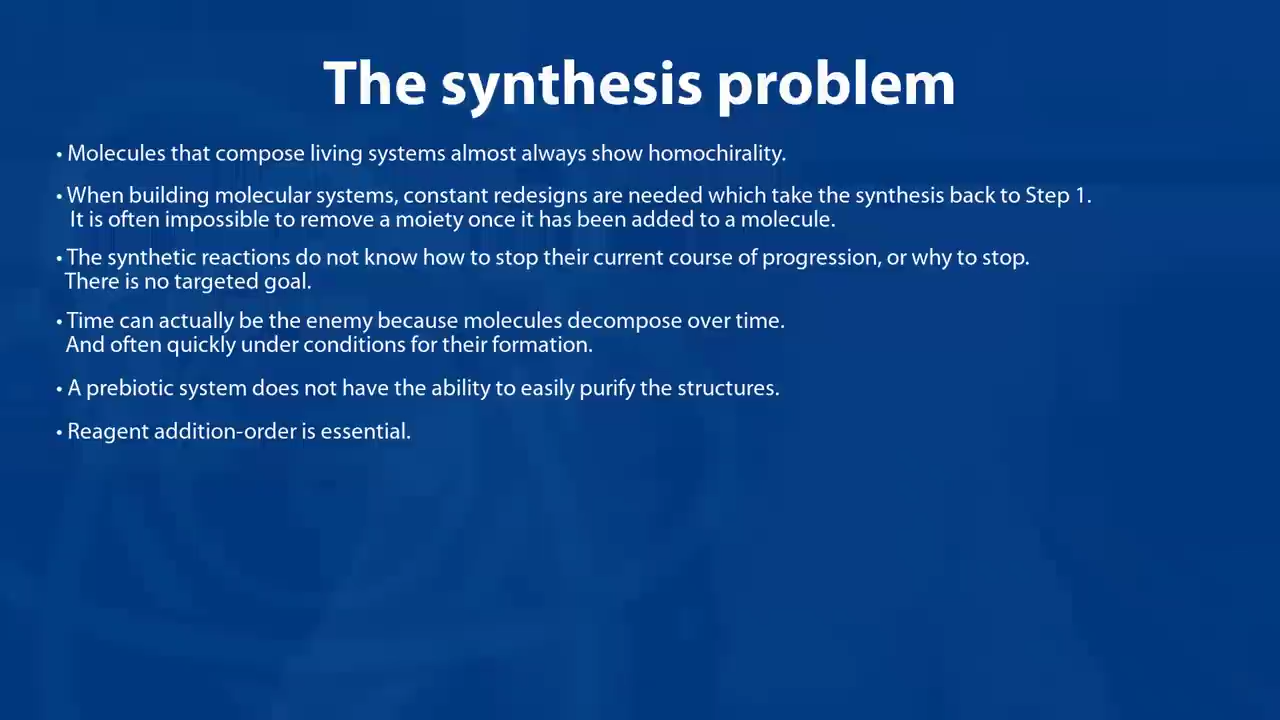 The synthesis problem
• Molecules that compose living systems almost always show homochirality.
• When building molecular systems, constant redesigns are needed which take the synthesis back to Step 1.
It is often impossible to remove a moiety once it has been added to a molecule.
• The synthetic reactions do not know how to stop their current course of progression, or why to stop.
There is no targeted goal.
• Time can actually be the enemy because molecules decompose over time.
And often quickly under conditions for their formation.
• A prebiotic system does not have the ability to easily purify the structures.
• Reagent addition-order is essential.